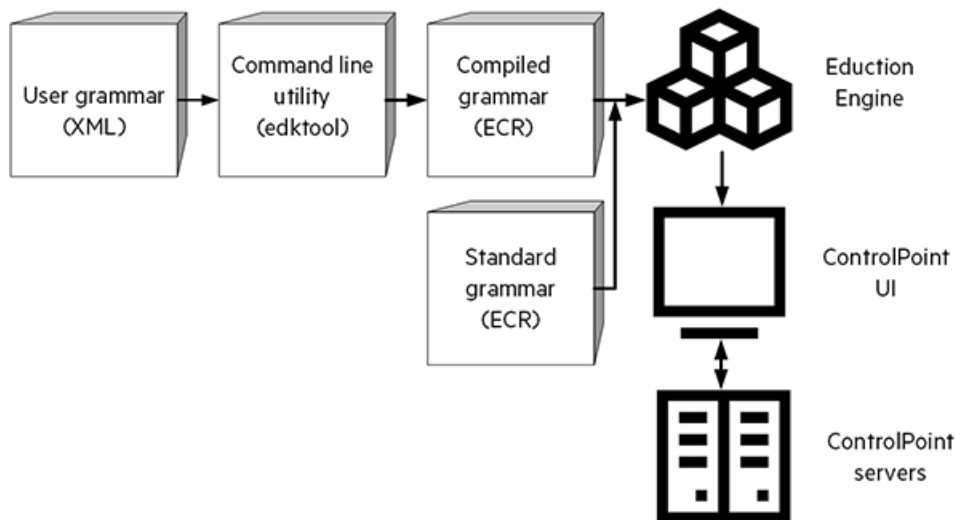 User grammar
(XML)
Command line
utility
(edktool)
Compiled
grammar
(ECR)
Eduction
Engine
Standard
grammar
(ECR)
ControlPoint
UI
ControlPoint
servers